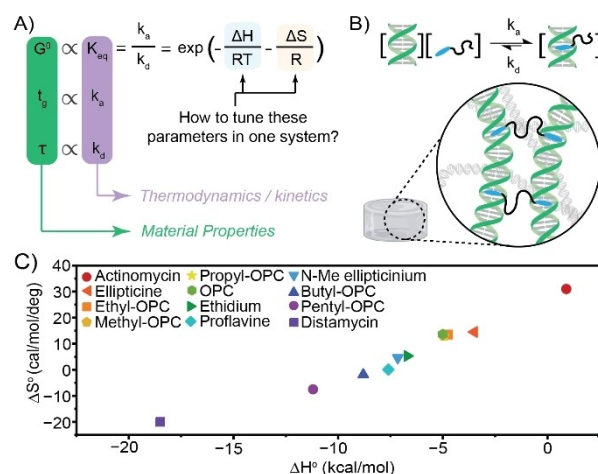 A)
G⁰ ∝ K_eq = k_a / k_d = exp (- ΔH / RT - ΔS / R)
t_g ∝ k_a
τ ∝ k_d
How to tune these
parameters in one system?
Thermodynamics / kinetics
Material Properties
B)
[ ] [ ] k_a ⇌ k_d [ ]
C)
Actinomycin Propyl-OPC N-Me ellipticinium
Ellipticine OPC Butyl-OPC
Ethyl-OPC Ethidium Pentyl-OPC
Methyl-OPC Proflavine Distamycin
ΔS° (cal/mol/deg)
40
30
20
10
0
-10
-20
-20 -15 -10 -5 0
ΔH° (kcal/mol)